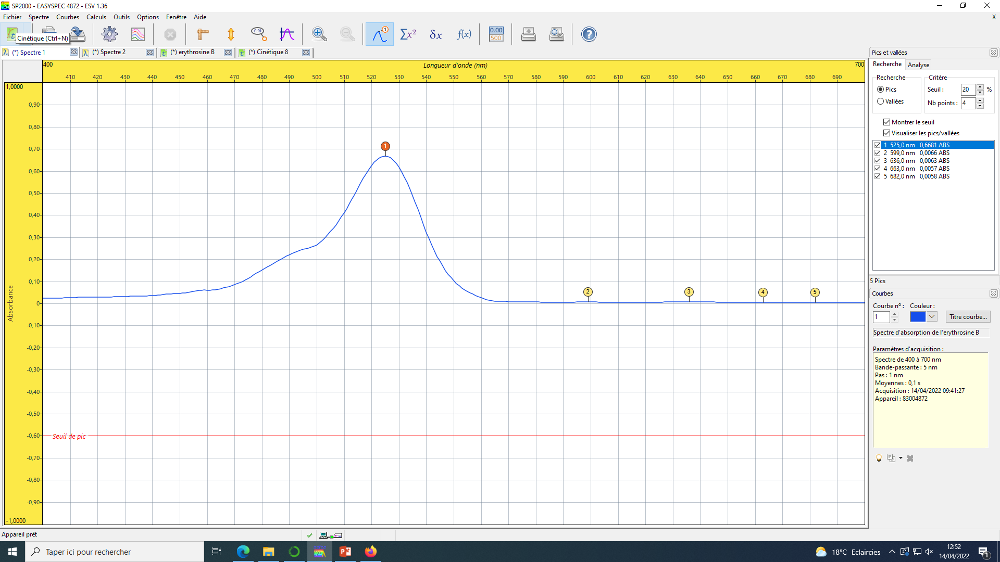 SP2000 - EASYSPEC 4872 - ESV 1.36
Fichier Spectre Courbes Calculs Outils Options Fenêtre Aide X
Cinétique (Ctrl+N)
0.01
1
Σx²
δx
f(x)
0.00
500
?
(*) Spectre 1
(*) Spectre 2
(*) erythrosine B
(*) Cinétique 8
400
Longueur d'onde (nm)
700
410 420 430 440 450 460 470 480 490 500 510 520 530 540 550 560 570 580 590 600 610 620 630 640 650 660 670 680 690
1,0000
0,90
0,80
0,70
0,60
0,50
0,40
0,30
0,20
0,10
0
-0,10
-0,20
-0,30
-0,40
-0,50
-0,60
-0,70
-0,80
-0,90
-1,0000
Absorbance
1
2
3
4
5
Seuil de pic
Pics et vallées
Recherche Analyse
Recherche
Pics
Vallées
Critère
Seuil : 20 %
Nb points : 4
Montrer le seuil
Visualiser les pics/vallées
1 525,0 nm 0,6681 ABS
2 599,0 nm 0,0066 ABS
3 636,0 nm 0,0063 ABS
4 663,0 nm 0,0057 ABS
5 682,0 nm 0,0058 ABS
5 Pics
Courbes
Courbe nº : Couleur :
1
Titre courbe...
Spectre d'absorption de l'erythrosine B
Paramètres d'acquisition :
Spectre de 400 à 700 nm
Bande-passante : 5 nm
Pas : 1 nm
Moyennes : 0,1 s
Acquisition : 14/04/2022 09:41:27
Appareil : 83004872
Appareil prêt
Taper ici pour rechercher
18°C Eclaircies
12:52
14/04/2022
1